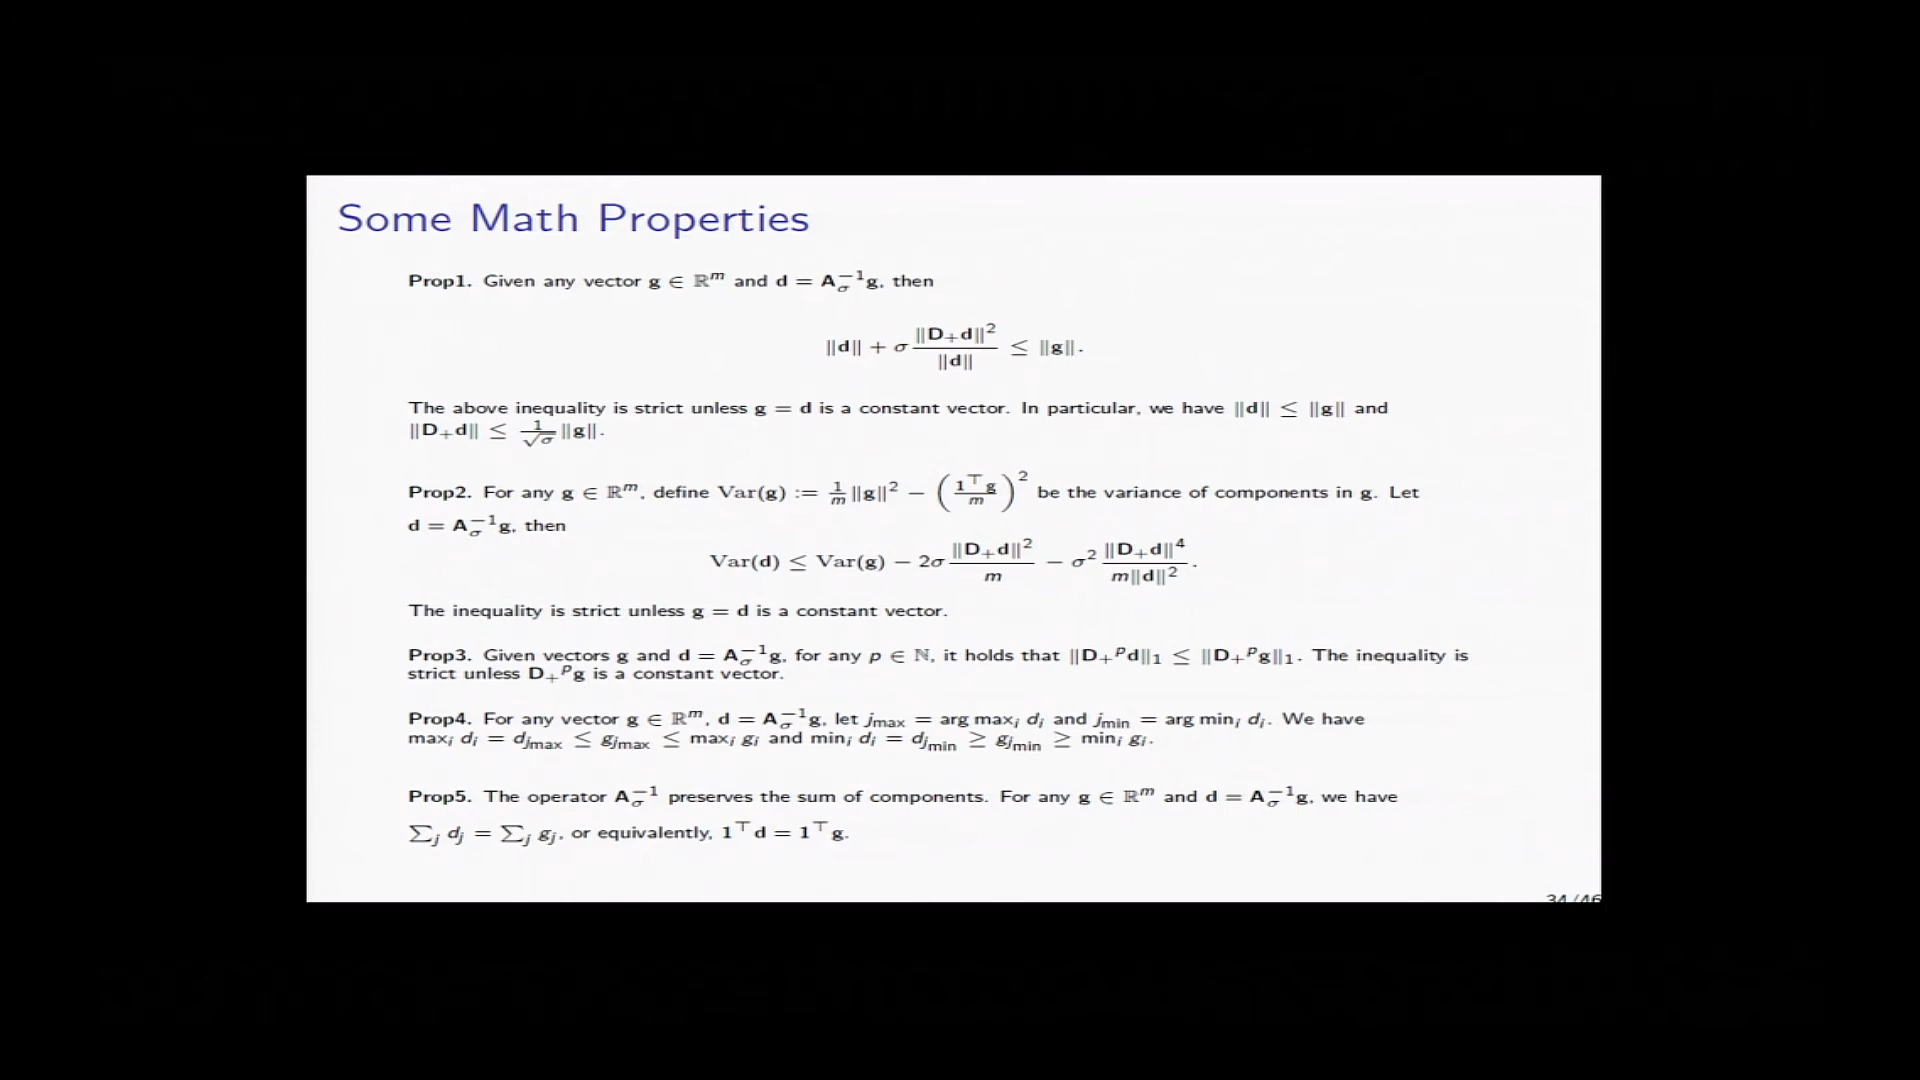 Some Math Properties
Prop1. Given any vector g ∈ ℝ^m and d = A_σ^{-1}g, then
‖d‖ + σ ‖D₊d‖² / ‖d‖ ≤ ‖g‖.
The above inequality is strict unless g = d is a constant vector. In particular, we have ‖d‖ ≤ ‖g‖ and
‖D₊d‖ ≤ 1/√σ ‖g‖.
Prop2. For any g ∈ ℝ^m, define Var(g) := 1/m ‖g‖² − (1^⊤g / m)² be the variance of components in g. Let
d = A_σ^{-1}g, then
Var(d) ≤ Var(g) − 2σ ‖D₊d‖² / m − σ² ‖D₊d‖⁴ / m‖d‖² .
The inequality is strict unless g = d is a constant vector.
Prop3. Given vectors g and d = A_σ^{-1}g, for any p ∈ ℕ, it holds that ‖D₊^p d‖₁ ≤ ‖D₊^p g‖₁. The inequality is
strict unless D₊^p g is a constant vector.
Prop4. For any vector g ∈ ℝ^m, d = A_σ^{-1}g, let j_max = arg max_i d_i and j_min = arg min_i d_i. We have
max_i d_i = d_{j_max} ≤ g_{j_max} ≤ max_i g_i and min_i d_i = d_{j_min} ≥ g_{j_min} ≥ min_i g_i.
Prop5. The operator A_σ^{-1} preserves the sum of components. For any g ∈ ℝ^m and d = A_σ^{-1}g, we have
∑_j d_j = ∑_j g_j, or equivalently, 1^⊤d = 1^⊤g.
34/46